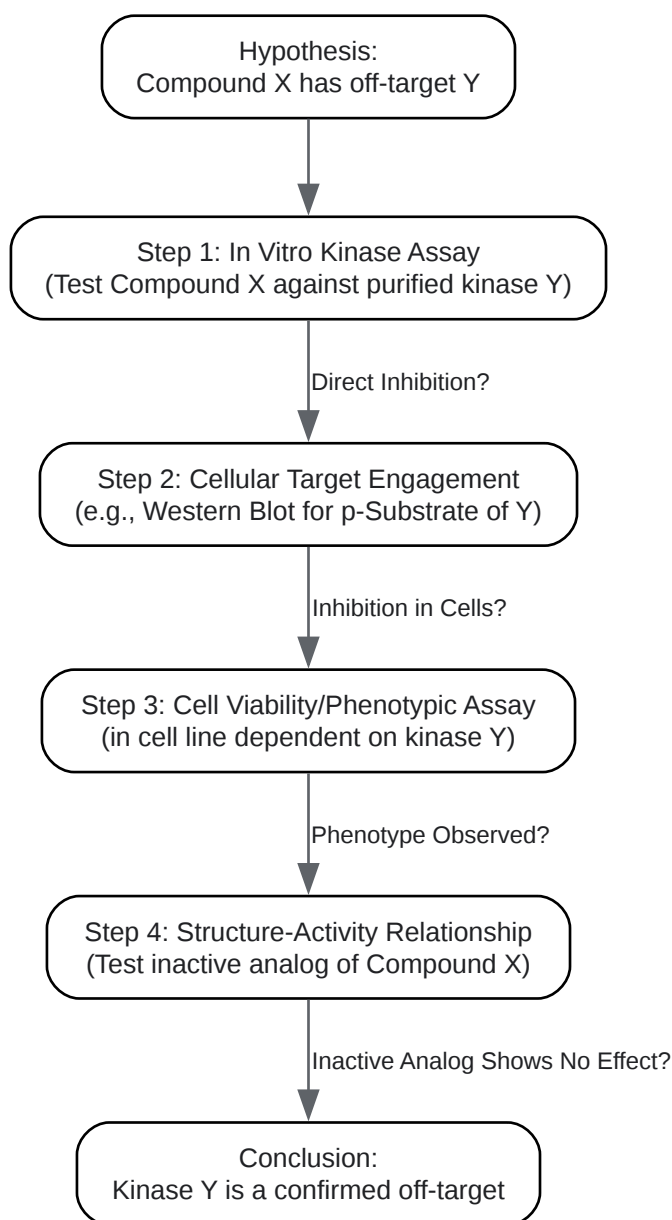 Hypothesis:
Compound X has off-target Y
Step 1: In Vitro Kinase Assay
(Test Compound X against purified kinase Y)
Direct Inhibition?
Step 2: Cellular Target Engagement
(e.g., Western Blot for p-Substrate of Y)
Inhibition in Cells?
Step 3: Cell Viability/Phenotypic Assay
(in cell line dependent on kinase Y)
Phenotype Observed?
Step 4: Structure-Activity Relationship
(Test inactive analog of Compound X)
Inactive Analog Shows No Effect?
Conclusion:
Kinase Y is a confirmed off-target